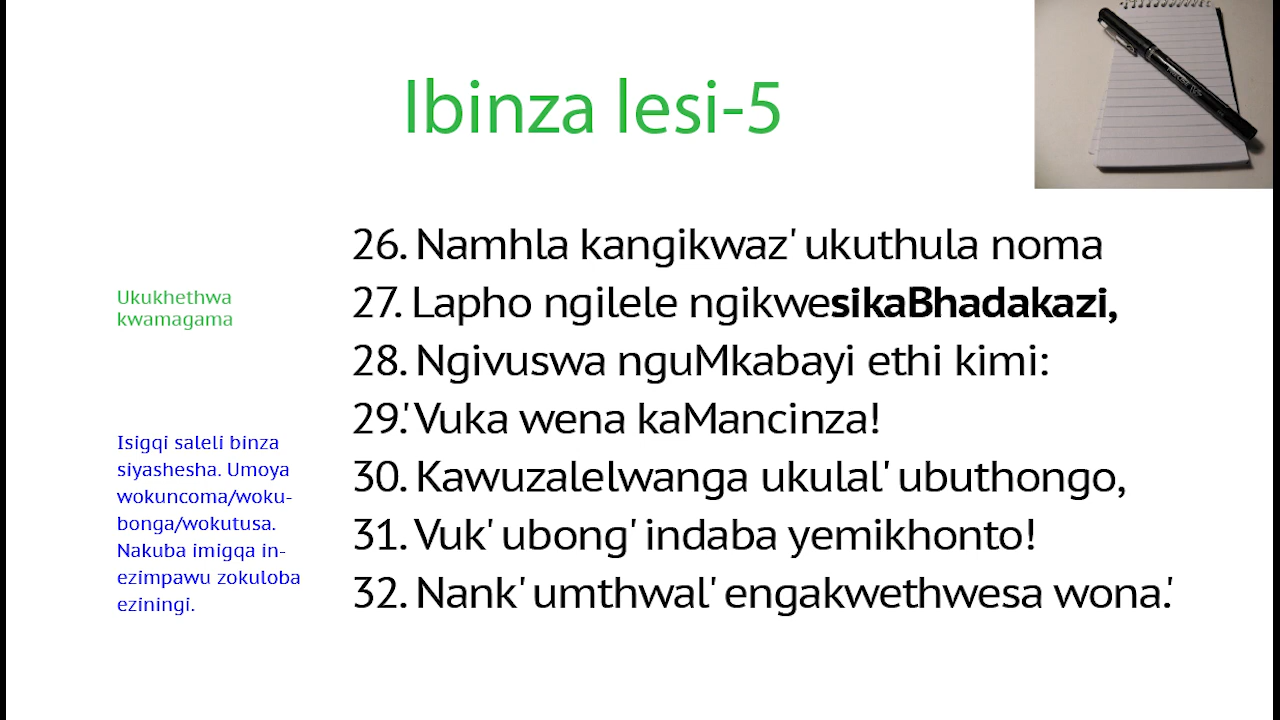 Ibinza lesi-5
26. Namhla kangikwaz' ukuthula noma
27. Lapho ngilele ngikwesikaBhadakazi,
28. Ngivuswa nguMkabayi ethi kimi:
29.'Vuka wena kaMancinza!
30. Kawuzalelwanga ukulal' ubuthongo,
31. Vuk' ubong' indaba yemikhonto!
32. Nank' umthwal' engakwethwesa wona.'
Ukukhethwa
kwamagama
Isigqi saleli binza
siyashesha. Umoya
wokuncoma/woku-
bonga/wokutusa.
Nakuba imigqa in-
ezimpawu zokuloba
eziningi.